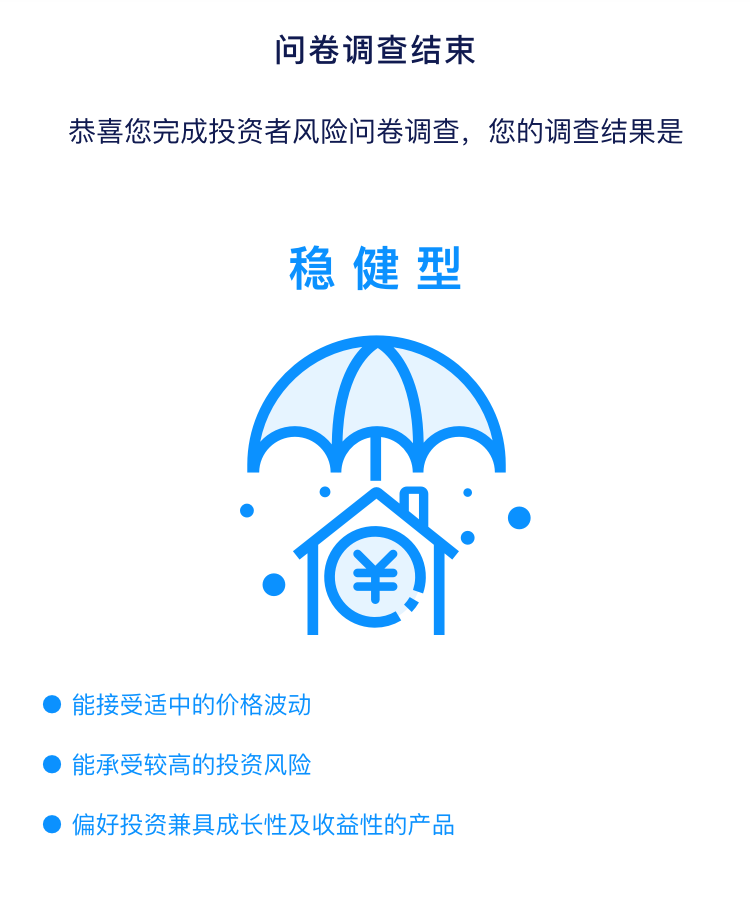 问卷调查结束
恭喜您完成投资者风险问卷调查，您的调查结果是
稳健型
¥
能接受适中的价格波动
能承受较高的投资风险
偏好投资兼具成长性及收益性的产品